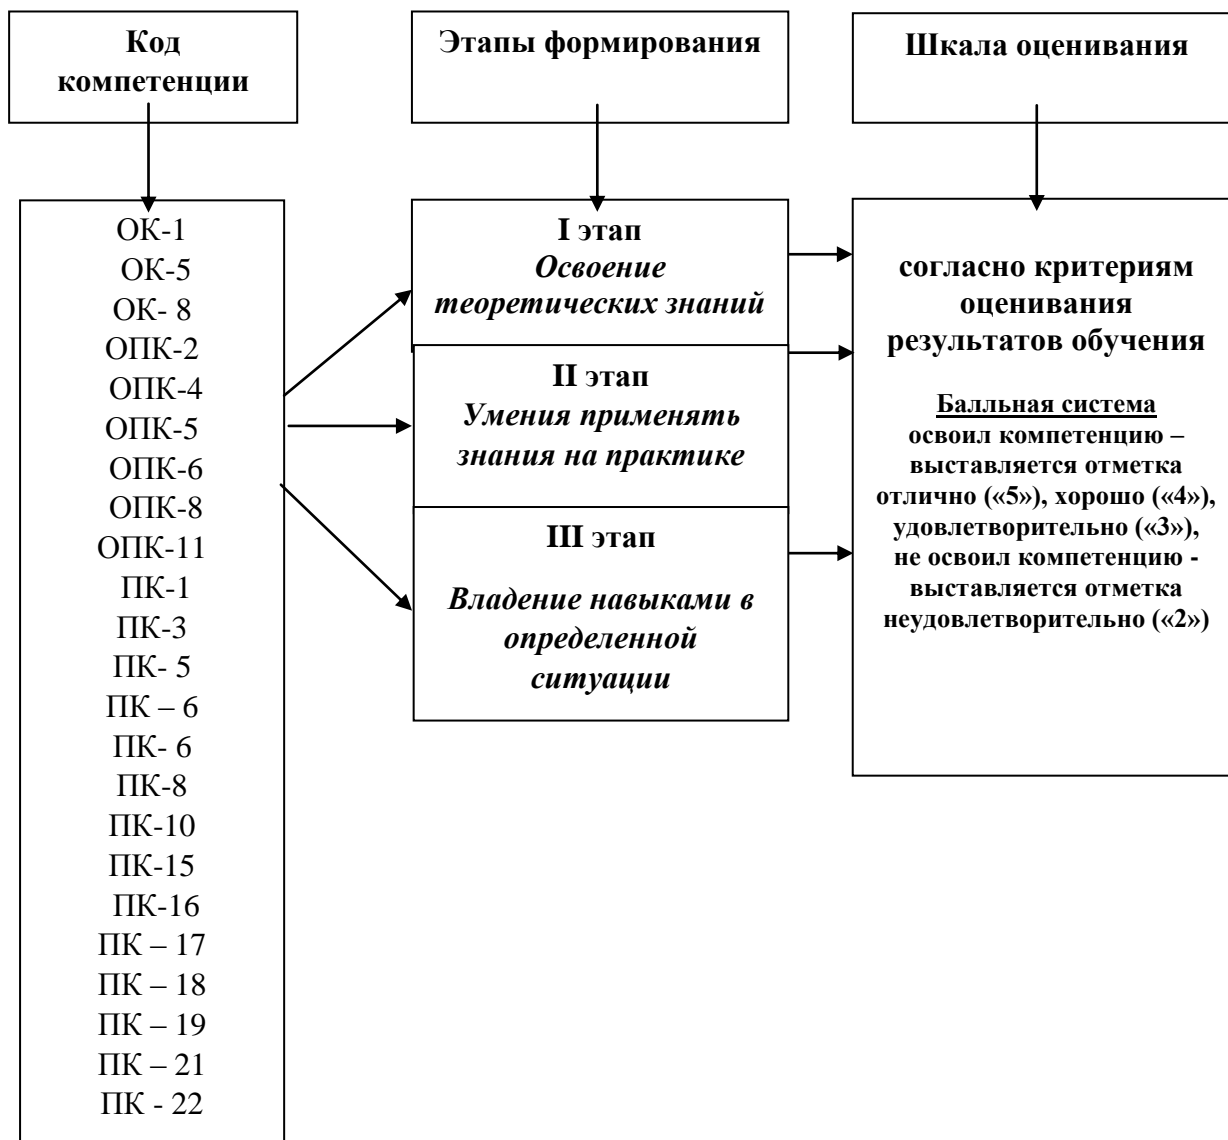 Код
компетенции
Этапы формирования
Шкала оценивания
ОК-1
ОК-5
ОК- 8
ОПК-2
ОПК-4
ОПК-5
ОПК-6
ОПК-8
ОПК-11
ПК-1
ПК-3
ПК- 5
ПК – 6
ПК- 6
ПК-8
ПК-10
ПК-15
ПК-16
ПК – 17
ПК – 18
ПК – 19
ПК – 21
ПК - 22
I этап
Освоение
теоретических знаний
II этап
Умения применять
знания на практике
III этап
Владение навыками в
определенной
ситуации
согласно критериям
оценивания
результатов обучения
Балльная система
освоил компетенцию –
выставляется отметка
отлично («5»), хорошо («4»),
удовлетворительно («3»),
не освоил компетенцию -
выставляется отметка
неудовлетворительно («2»)